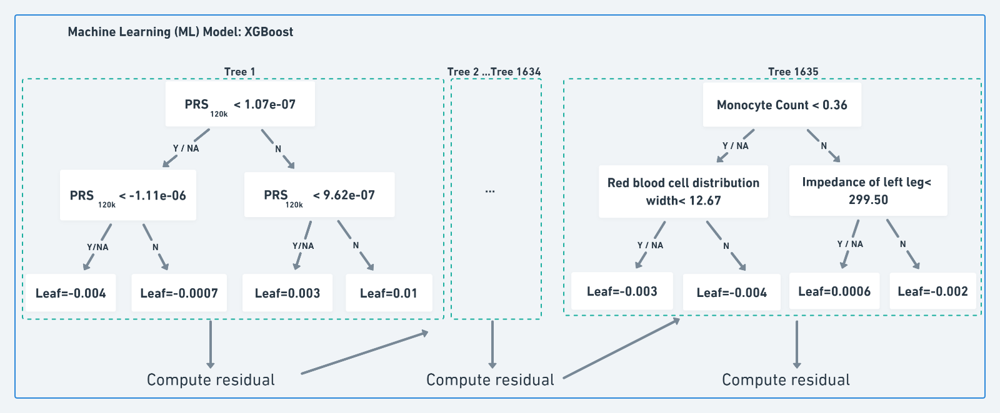 Machine Learning (ML) Model: XGBoost
Tree 1
PRS 120k < 1.07e-07
Y / NA
N
PRS 120k < -1.11e-06
PRS 120k < 9.62e-07
Y/NA
N
Y/NA
N
Leaf=-0.004
Leaf=-0.0007
Leaf=0.003
Leaf=0.01
Compute residual
Tree 2 ...Tree 1634
...
Compute residual
Tree 1635
Monocyte Count < 0.36
Y / NA
N
Red blood cell distribution
width< 12.67
Impedance of left leg<
299.50
Y / NA
N
Y / NA
N
Leaf=-0.003
Leaf=-0.004
Leaf=0.0006
Leaf=-0.002
Compute residual